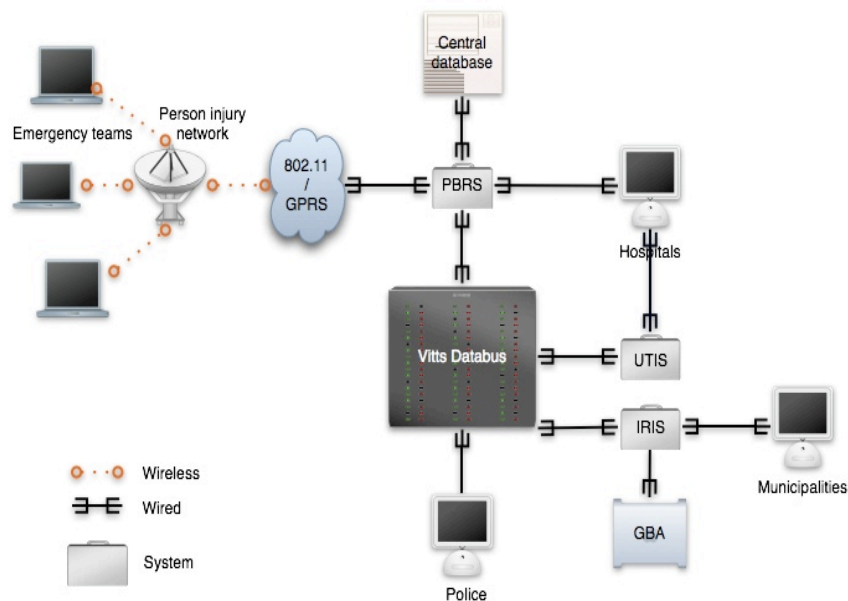 Central
database
Person injury
network
Emergency teams
802.11
/
GPRS
PBRS
Hospitals
Vitts Databus
UTIS
IRIS
Municipalities
GBA
Police
Wireless
Wired
System